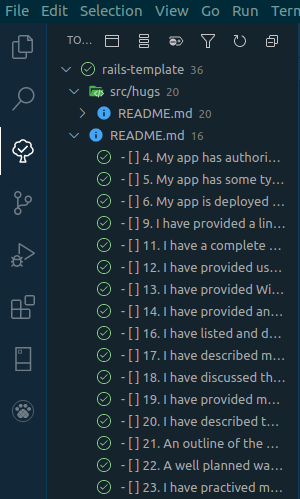 File Edit Selection View Go Run Term
TO...
rails-template 36
src/hugs 20
README.md 20
README.md 16
- [ ] 4. My app has authori...
- [ ] 5. My app has some ty...
- [ ] 6. My app is deployed ...
- [ ] 9. I have provided a lin...
- [ ] 11. I have a complete ...
- [ ] 12. I have provided us...
- [ ] 13. I have provided Wi...
- [ ] 14. I have provided an...
- [ ] 16. I have listed and d...
- [ ] 17. I have described m...
- [ ] 18. I have discussed th...
- [ ] 19. I have provided m...
- [ ] 20. I have described t...
- [ ] 21. An outline of the ...
- [ ] 22. A well planned wa...
- [ ] 23. I have practived m...